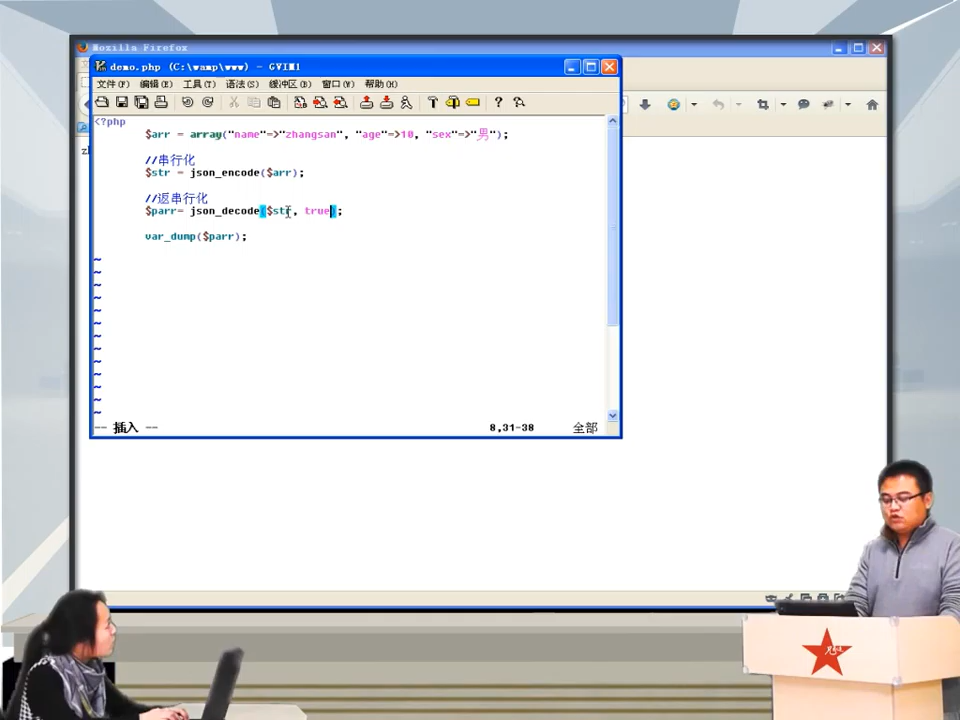 Mozilla Firefox
demo.php (C:\wamp\www) - GVIM1
文件(F) 编辑(E) 工具(T) 语法(S) 缓冲区(B) 窗口(W) 帮助(H)
<?php
$arr = array("name"=>"zhangsan", "age"=>10, "sex"=>"男");
//串行化
$str = json_encode($arr);
//返串行化
$parr= json_decode($str, true);
var_dump($parr);
~
~
~
~
~
~
~
~
~
~
~
~
~
-- 插入 --
8,31-38
全部